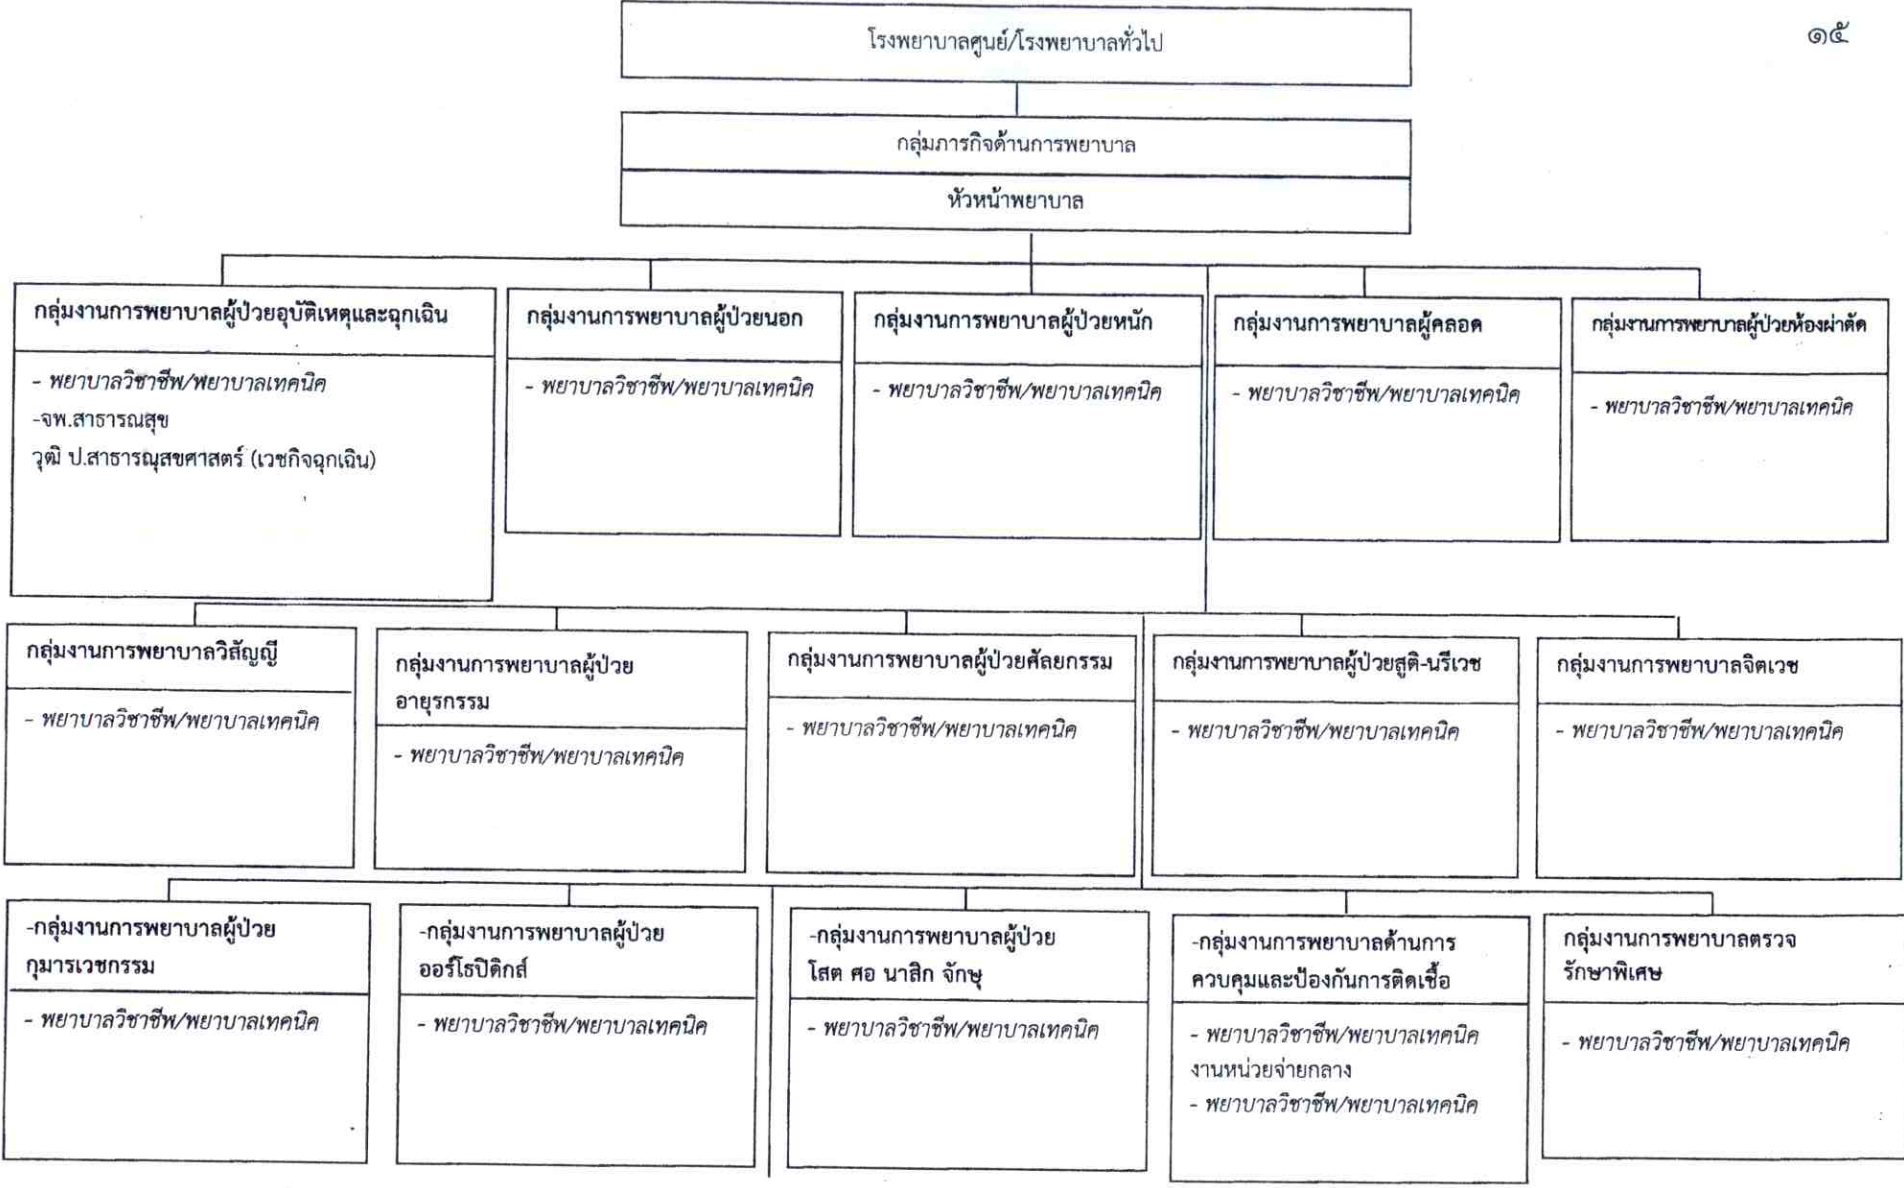 ๑๕
โรงพยาบาลศูนย์/โรงพยาบาลทั่วไป
กลุ่มภารกิจด้านการพยาบาล
หัวหน้าพยาบาล
กลุ่มงานการพยาบาลผู้ป่วยอุบัติเหตุและฉุกเฉิน
- พยาบาลวิชาชีพ/พยาบาลเทคนิค
-จพ.สาธารณสุข
วุฒิ ป.สาธารณุสขศาสตร์ (เวชกิจฉุกเฉิน)
กลุ่มงานการพยาบาลผู้ป่วยนอก
- พยาบาลวิชาชีพ/พยาบาลเทคนิค
กลุ่มงานการพยาบาลผู้ป่วยหนัก
- พยาบาลวิชาชีพ/พยาบาลเทคนิค
กลุ่มงานการพยาบาลผู้คลอด
- พยาบาลวิชาชีพ/พยาบาลเทคนิค
กลุ่มงานการพยาบาลผู้ป่วยห้องผ่าตัด
- พยาบาลวิชาชีพ/พยาบาลเทคนิค
กลุ่มงานการพยาบาลวิสัญญี
- พยาบาลวิชาชีพ/พยาบาลเทคนิค
กลุ่มงานการพยาบาลผู้ป่วย
อายุรกรรม
- พยาบาลวิชาชีพ/พยาบาลเทคนิค
กลุ่มงานการพยาบาลผู้ป่วยศัลยกรรม
- พยาบาลวิชาชีพ/พยาบาลเทคนิค
กลุ่มงานการพยาบาลผู้ป่วยสูติ-นรีเวช
- พยาบาลวิชาชีพ/พยาบาลเทคนิค
กลุ่มงานการพยาบาลจิตเวช
- พยาบาลวิชาชีพ/พยาบาลเทคนิค
-กลุ่มงานการพยาบาลผู้ป่วย
กุมารเวชกรรม
- พยาบาลวิชาชีพ/พยาบาลเทคนิค
-กลุ่มงานการพยาบาลผู้ป่วย
ออร์โธปิดิกส์
- พยาบาลวิชาชีพ/พยาบาลเทคนิค
-กลุ่มงานการพยาบาลผู้ป่วย
โสต ศอ นาสิก จักษุ
- พยาบาลวิชาชีพ/พยาบาลเทคนิค
-กลุ่มงานการพยาบาลด้านการ
ควบคุมและป้องกันการติดเชื้อ
- พยาบาลวิชาชีพ/พยาบาลเทคนิค
งานหน่วยจ่ายกลาง
- พยาบาลวิชาชีพ/พยาบาลเทคนิค
กลุ่มงานการพยาบาลตรวจ
รักษาพิเศษ
- พยาบาลวิชาชีพ/พยาบาลเทคนิค